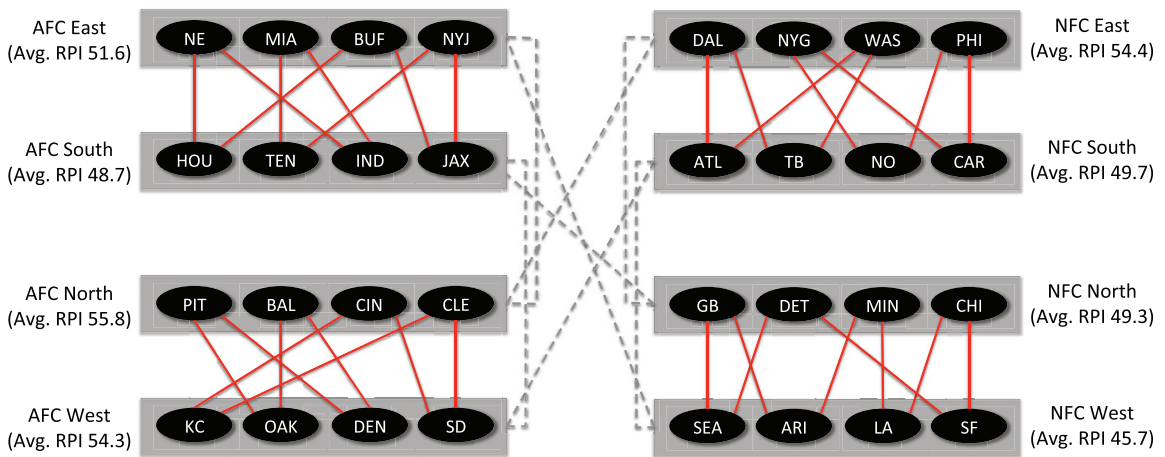 AFC East
(Avg. RPI 51.6)
NE MIA BUF NYJ
DAL NYG WAS PHI
NFC East
(Avg. RPI 54.4)
AFC South
(Avg. RPI 48.7)
HOU TEN IND JAX
ATL TB NO CAR
NFC South
(Avg. RPI 49.7)
AFC North
(Avg. RPI 55.8)
PIT BAL CIN CLE
GB DET MIN CHI
NFC North
(Avg. RPI 49.3)
AFC West
(Avg. RPI 54.3)
KC OAK DEN SD
SEA ARI LA SF
NFC West
(Avg. RPI 45.7)